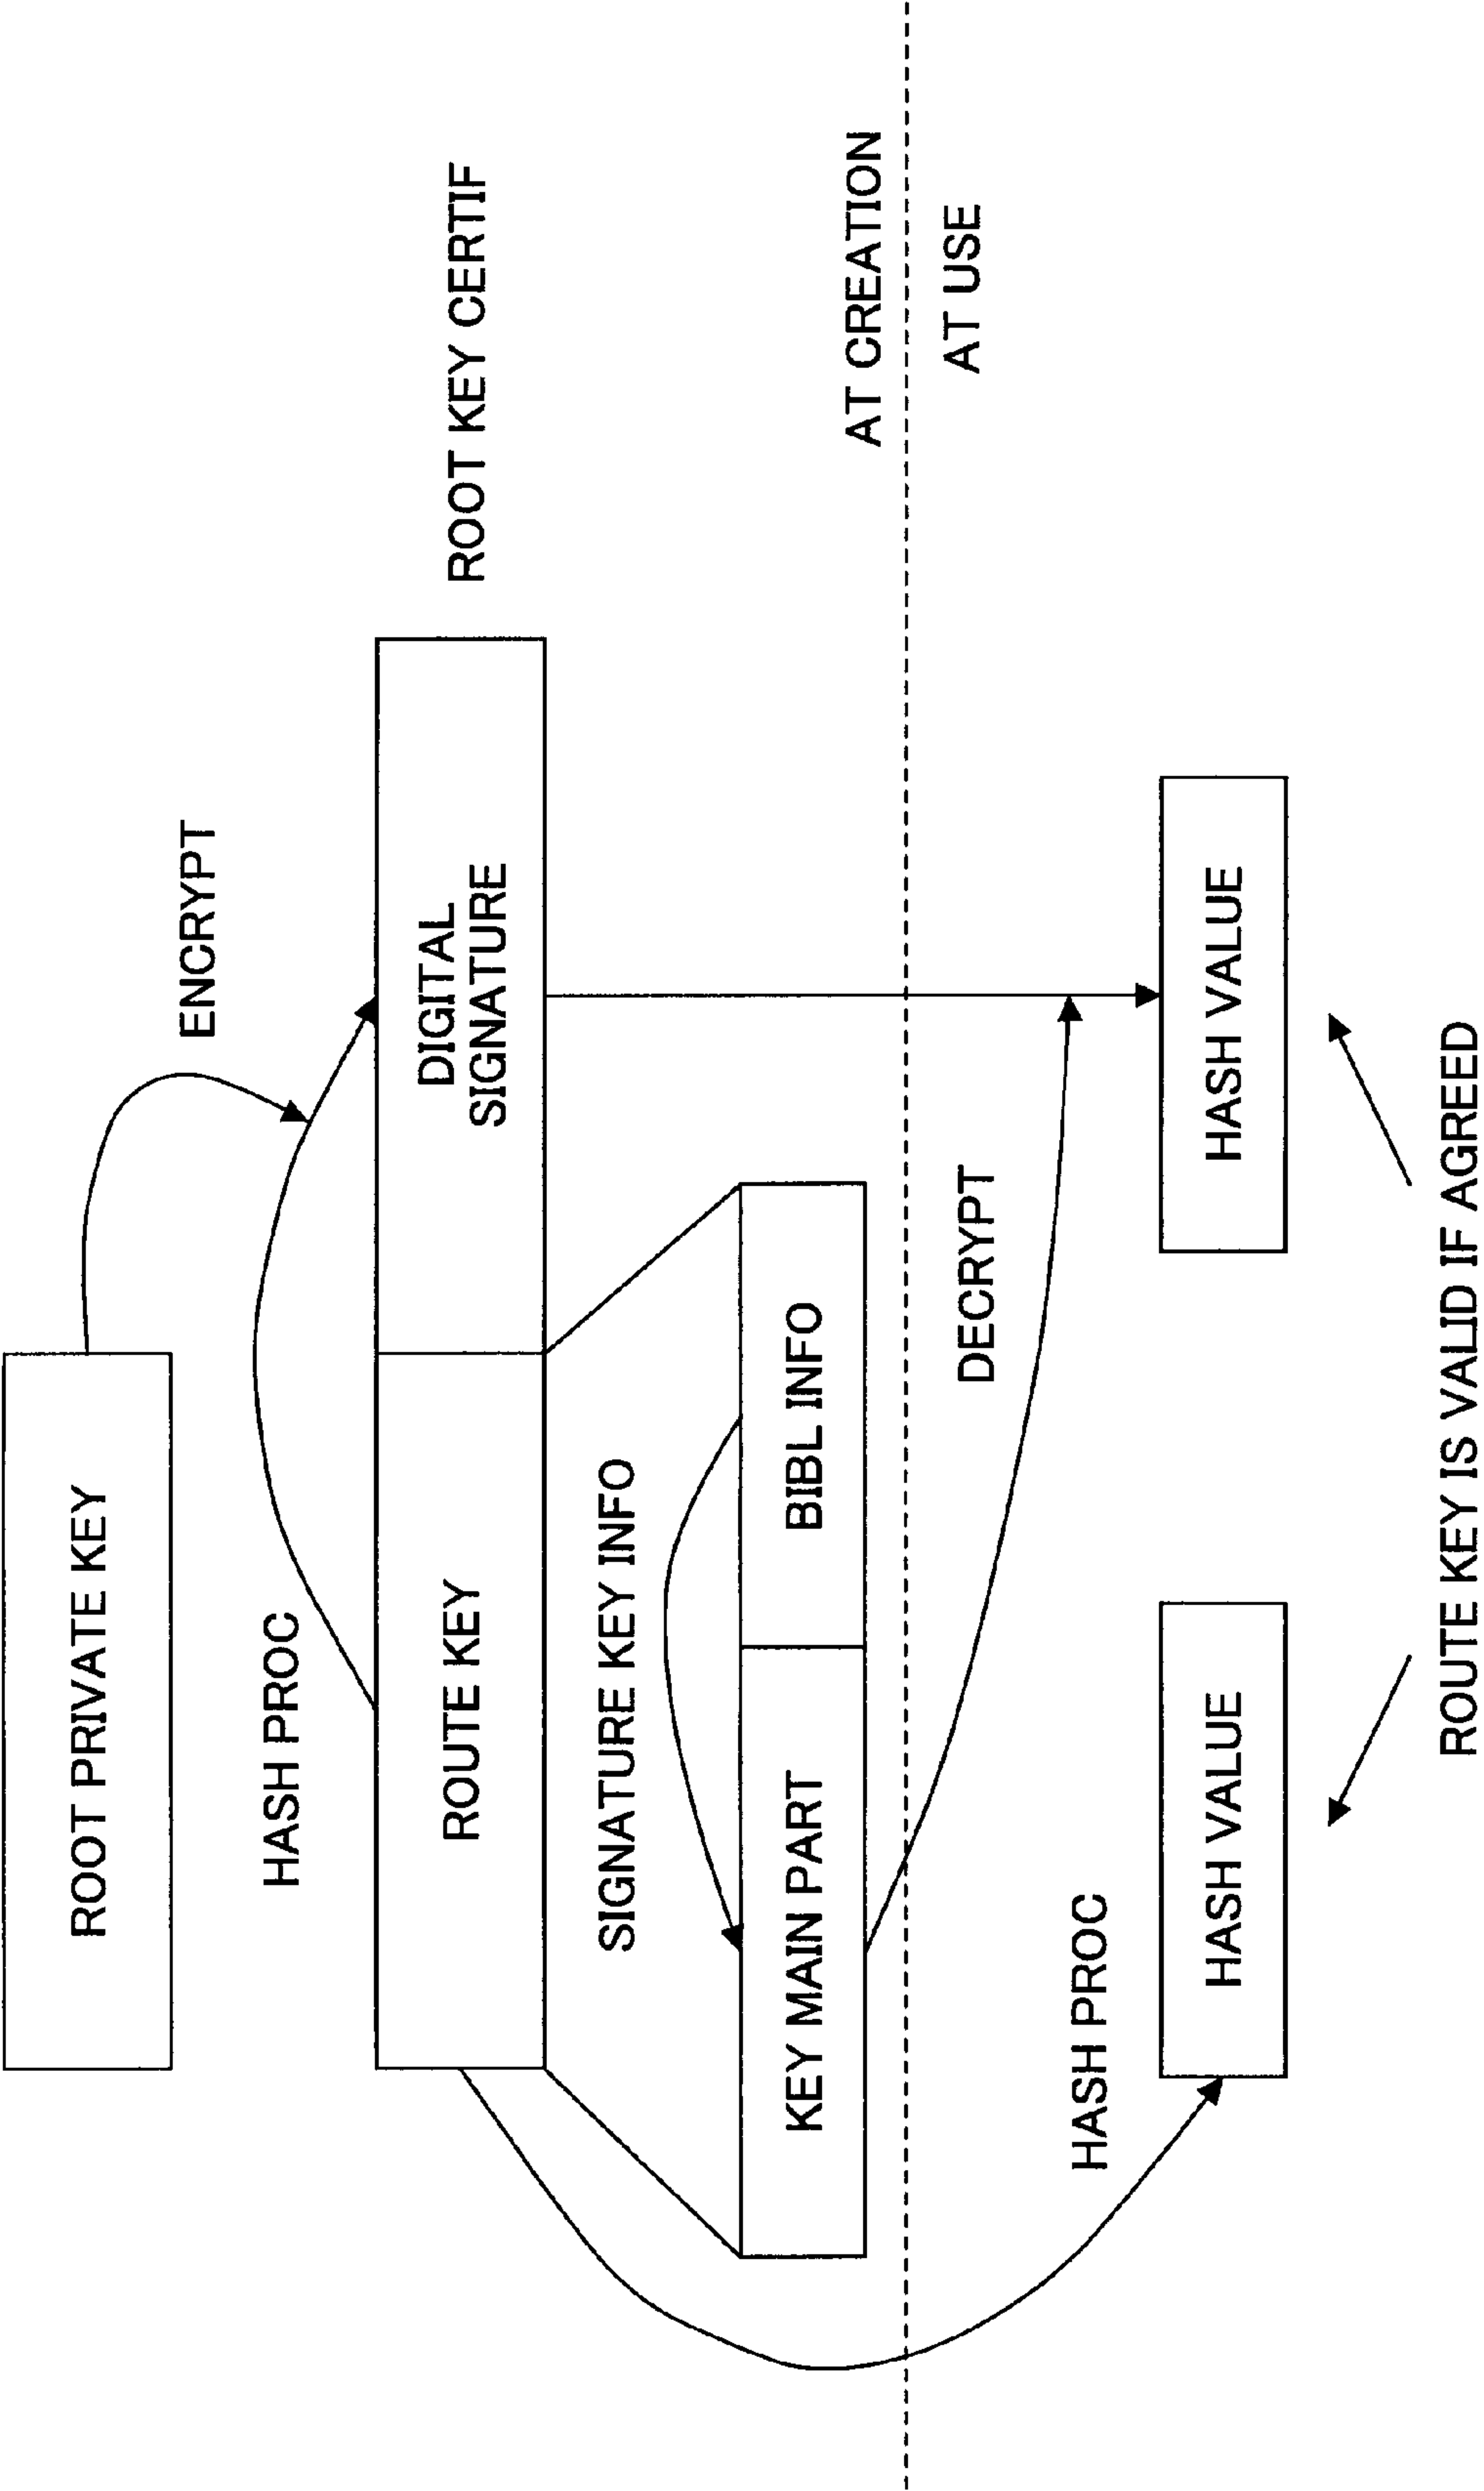 ROOT PRIVATE KEY
ENCRYPT
HASH PROC
ROUTE KEY
DIGITAL
SIGNATURE
ROOT KEY CERTIF
SIGNATURE KEY INFO
KEY MAIN PART
BIBL INFO
AT CREATION
AT USE
DECRYPT
HASH PROC
HASH VALUE
HASH VALUE
ROUTE KEY IS VALID IF AGREED